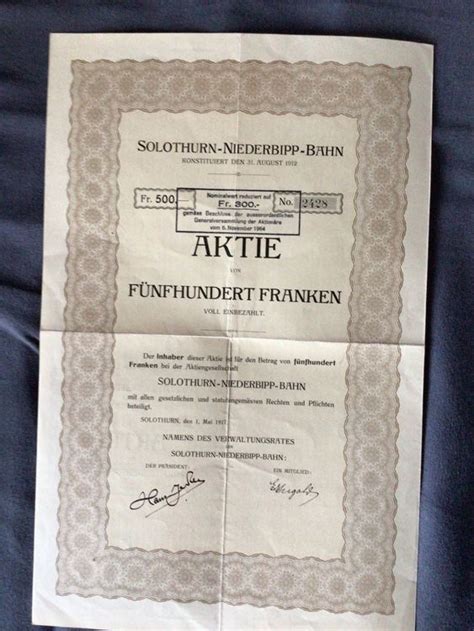 SOLOTHURN-NIEDERBIPP-BAHN
KONSTITUIERT DEN 31. AUGUST 1912
Fr. 500.—
Nominalwert reduziert auf
Fr. 300.—
gemäss Beschluss der ausserordentlichen
Generalversammlung der Aktionäre
vom 5. November 1954
No. 2428
AKTIE
VON
FÜNFHUNDERT FRANKEN
VOLL EINBEZAHLT.
Der Inhaber dieser Aktie ist für den Betrag von fünfhundert
Franken bei der Aktiengesellschaft
SOLOTHURN-NIEDERBIPP-BAHN
mit allen gesetzlichen und statutengemässen Rechten und Pflichten
beteiligt.
SOLOTHURN, den 1. Mai 1917.
NAMENS DES VERWALTUNGSRATES
DER
SOLOTHURN-NIEDERBIPP-BAHN:
DER PRÄSIDENT:
EIN MITGLIED: